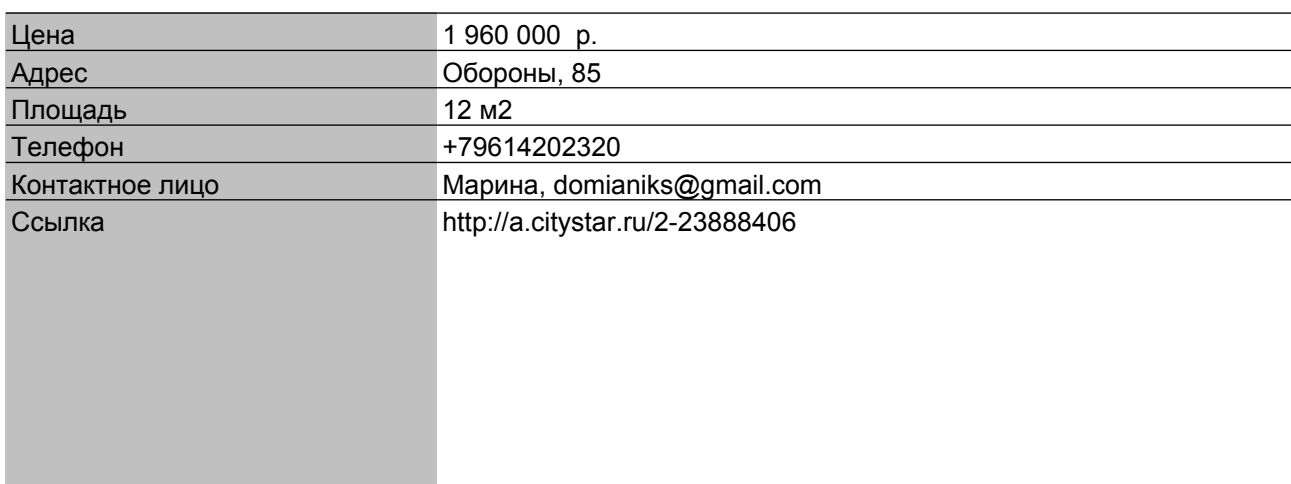 Цена 1 960 000  р.
Адрес Обороны, 85
Площадь 12 м2
Телефон +79614202320
Контактное лицо Марина, domianiks@gmail.com
Ссылка http://a.citystar.ru/2-23888406